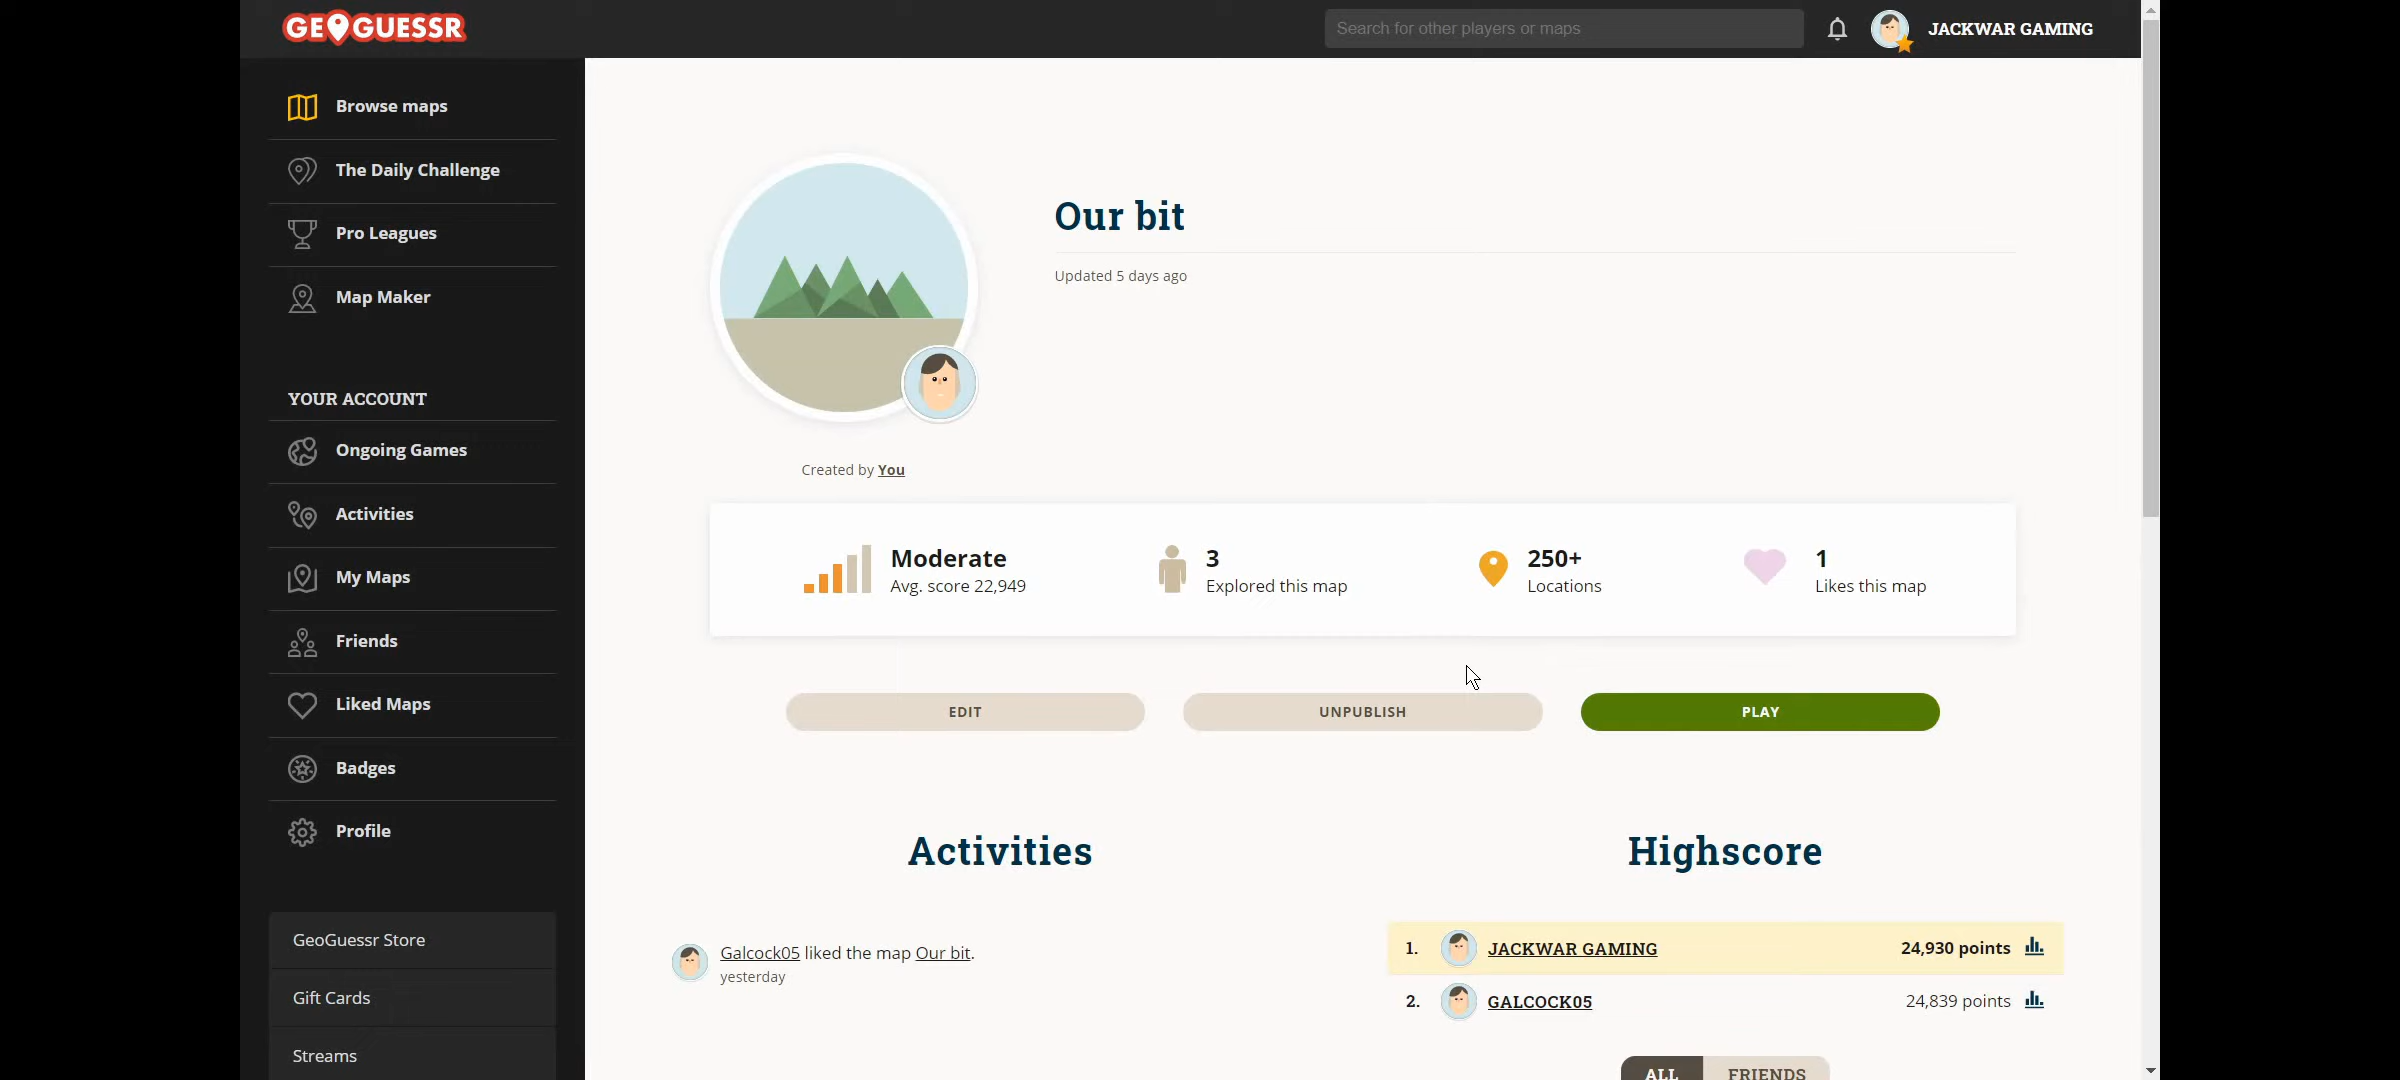 GEOGUESSR
Search for other players or maps
JACKWAR GAMING
Browse maps
The Daily Challenge
Pro Leagues
Map Maker
YOUR ACCOUNT
Ongoing Games
Activities
My Maps
Friends
Liked Maps
Badges
Profile
GeoGuessr Store
Gift Cards
Streams
Our bit
Updated 5 days ago
Created by You
Moderate
Avg. score 22,949
3
Explored this map
250+
Locations
1
Likes this map
EDIT
UNPUBLISH
PLAY
Activities
Galcock05 liked the map Our bit.
yesterday
Highscore
1. JACKWAR GAMING 24,930 points
2. GALCOCK05 24,839 points
ALL FRIENDS